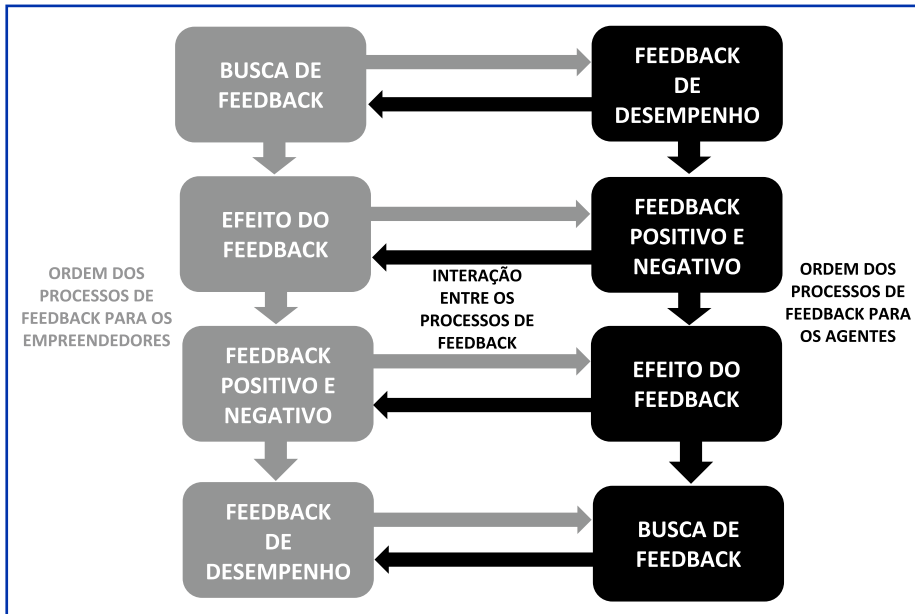 BUSCA DE
FEEDBACK
FEEDBACK
DE
DESEMPENHO
EFEITO DO
FEEDBACK
FEEDBACK
POSITIVO E
NEGATIVO
ORDEM DOS
PROCESSOS DE
FEEDBACK PARA OS
EMPREENDEDORES
INTERAÇÃO
ENTRE OS
PROCESSOS DE
FEEDBACK
ORDEM DOS
PROCESSOS DE
FEEDBACK PARA
OS AGENTES
FEEDBACK
POSITIVO E
NEGATIVO
EFEITO DO
FEEDBACK
FEEDBACK
DE
DESEMPENHO
BUSCA DE
FEEDBACK